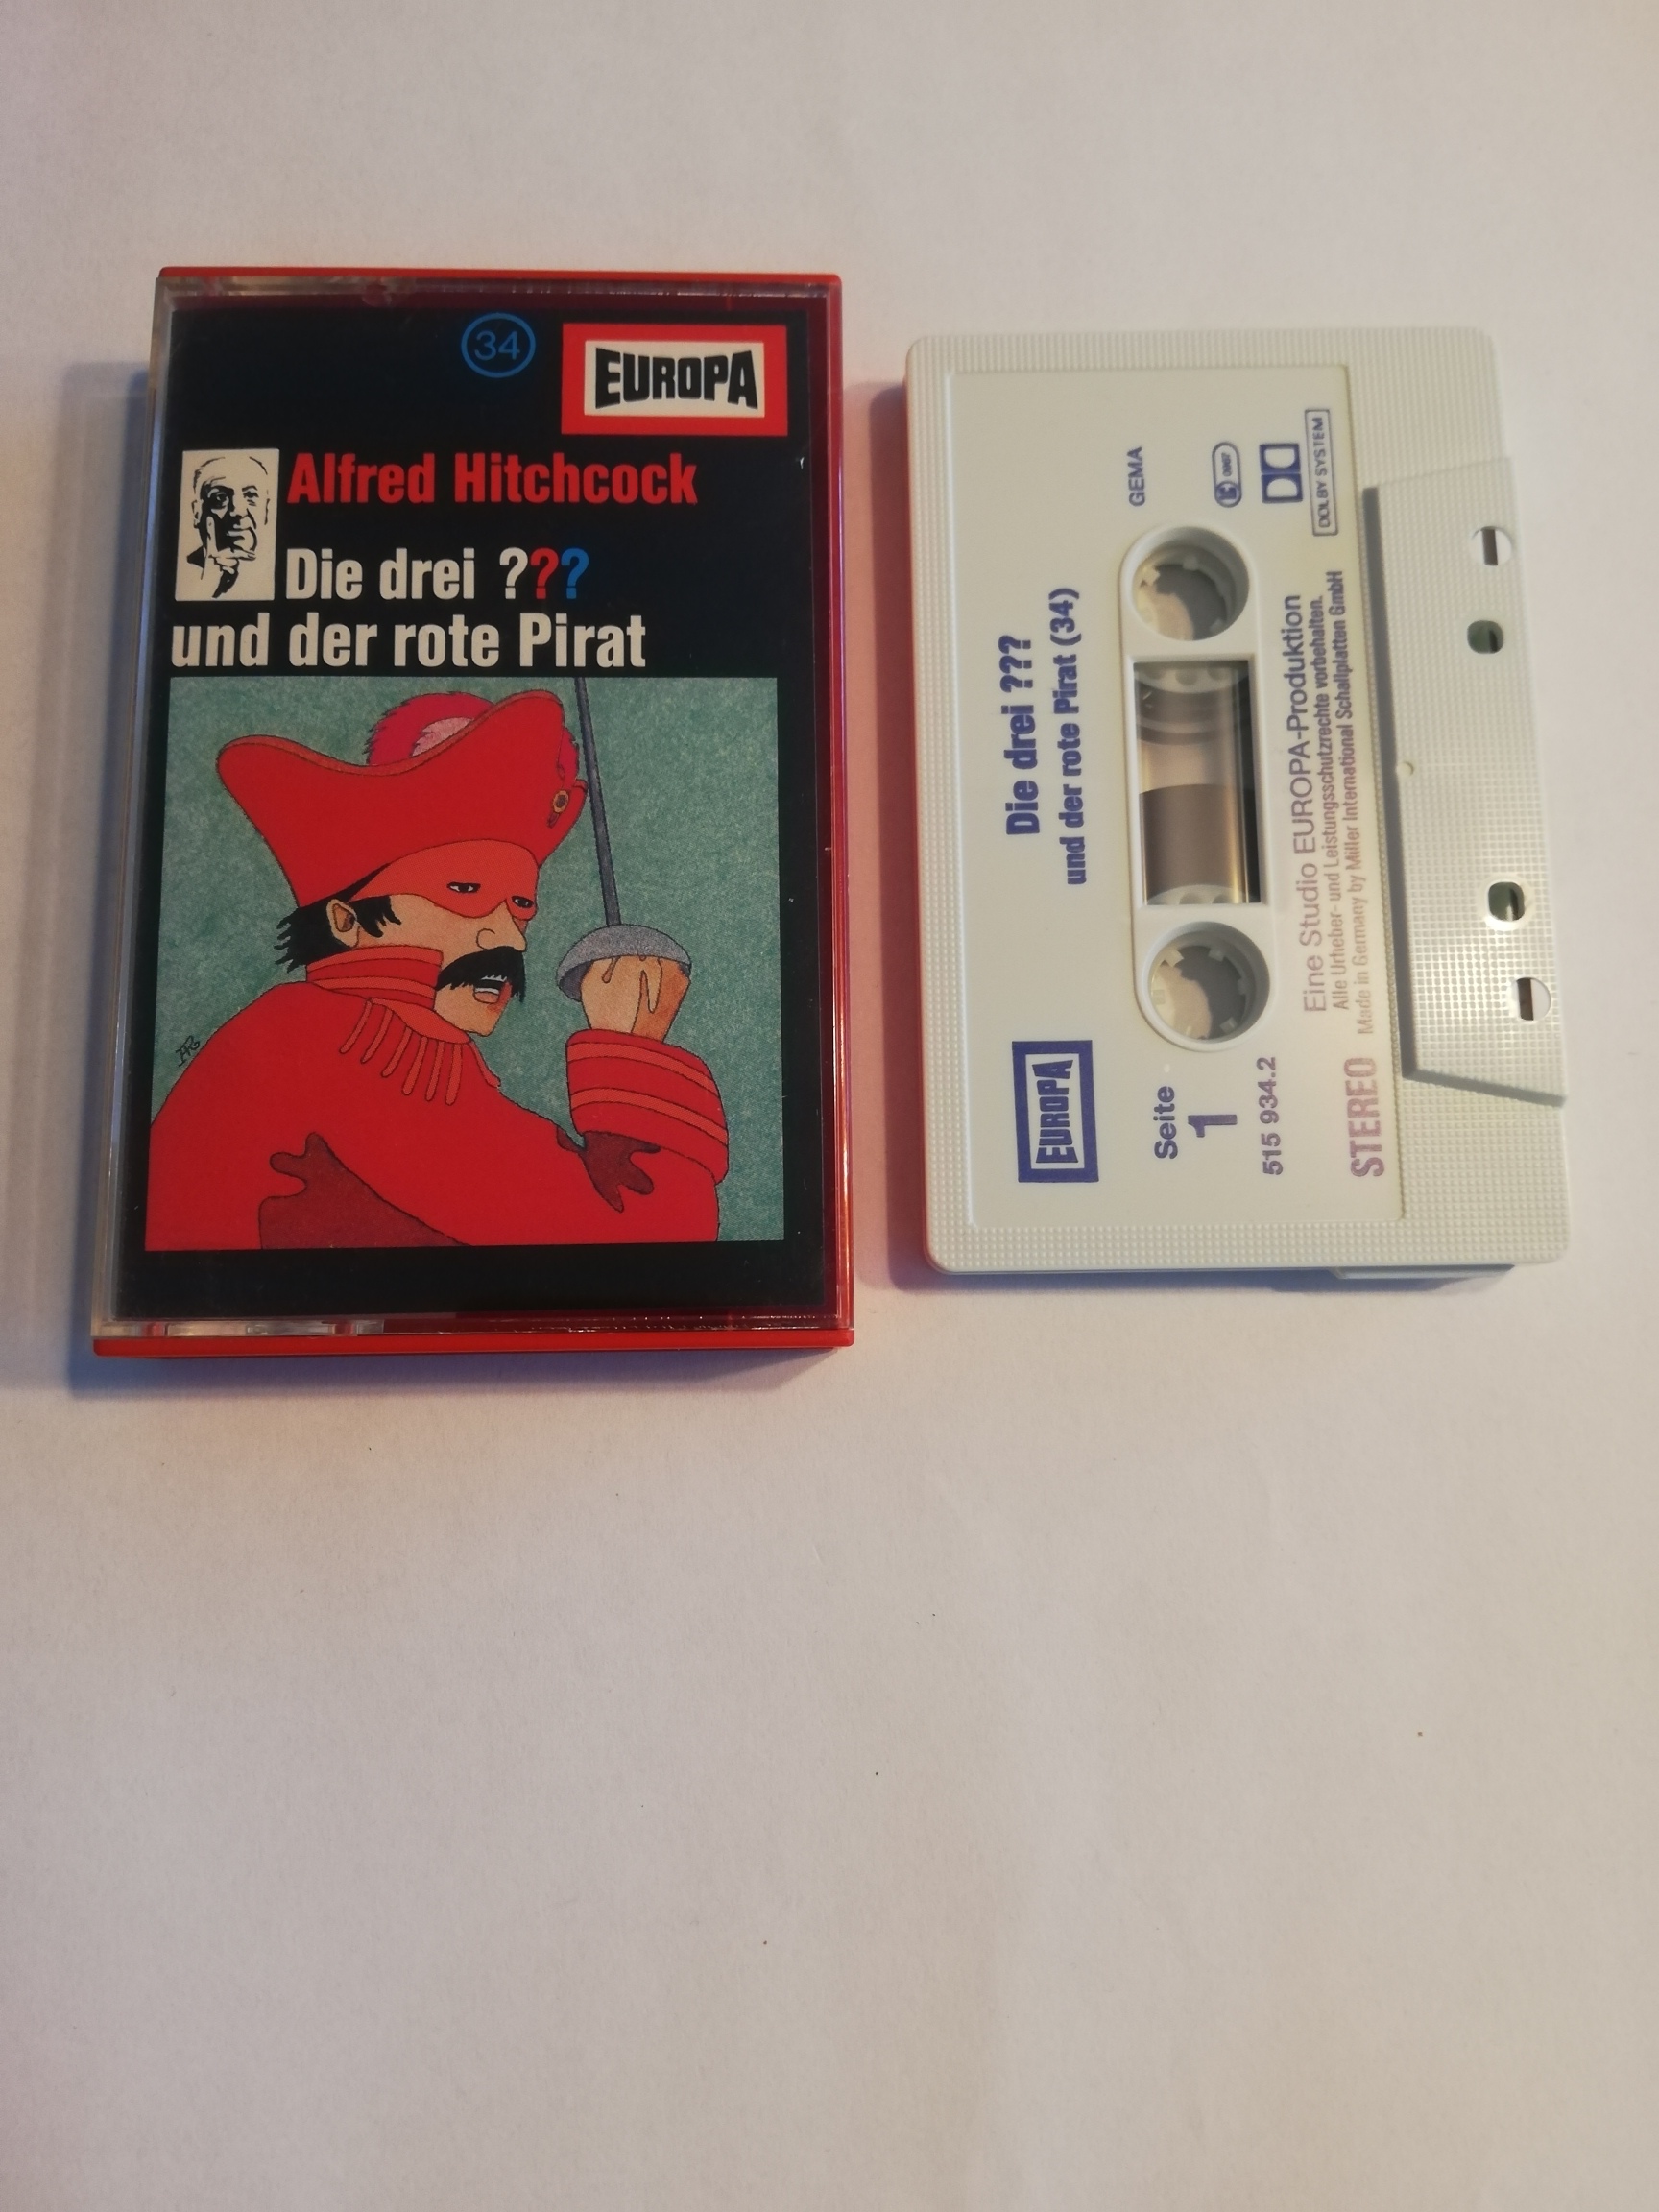 34
EUROPA
Alfred Hitchcock
Die drei ???
und der rote Pirat
Die drei ???
und der rote Pirat (34)
GEMA
EUROPA
Seite
1
515 934.2
DOLBY SYSTEM
Eine Studio EUROPA-Produktion
Alle Urheber- und Leistungsschutzrechte vorbehalten.
Made in Germany by Miller International Schallplatten GmbH
STEREO